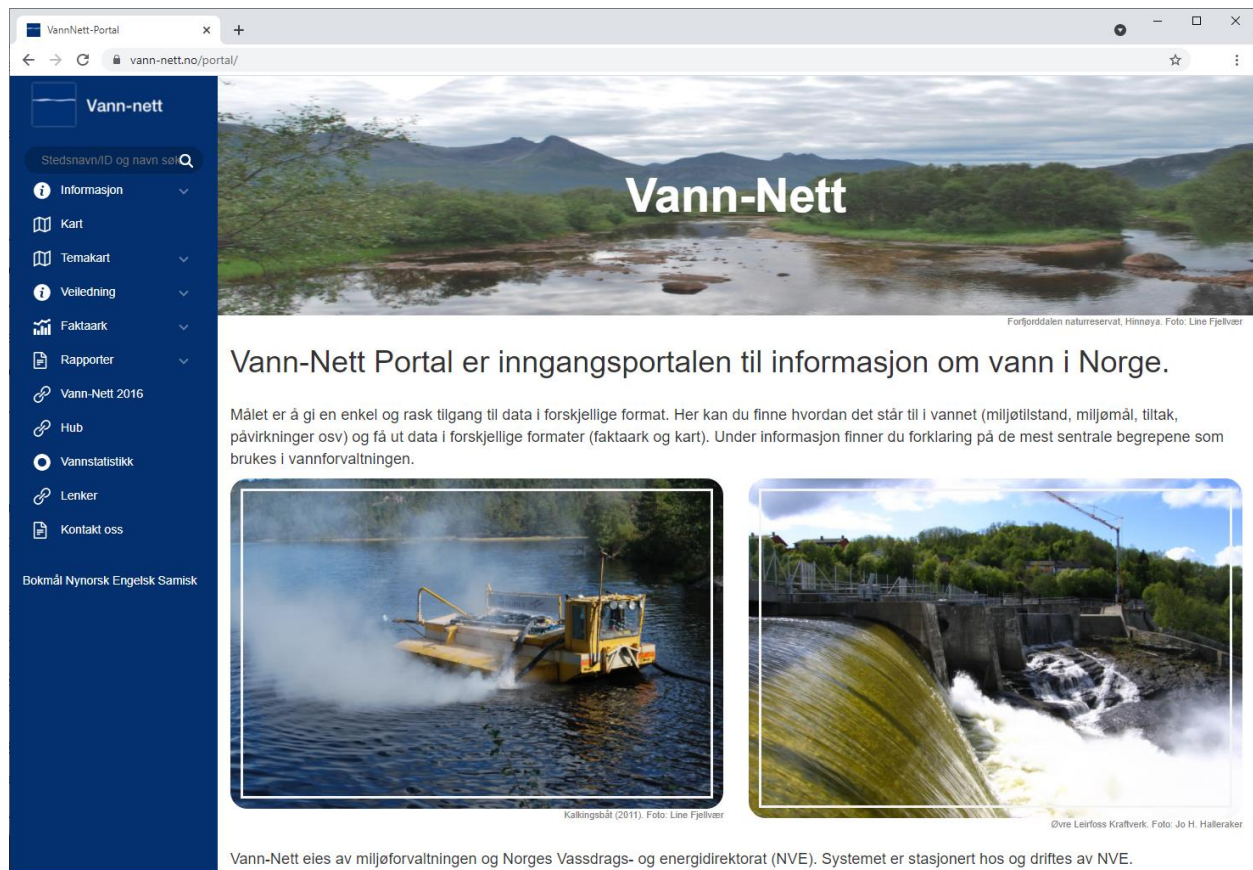 VannNett-Portal
vann-nett.no/portal/
Vann-nett
Stedsnavn/ID og navn søk
Informasjon
Kart
Temakart
Veiledning
Faktaark
Rapporter
Vann-Nett 2016
Hub
Vannstatistikk
Lenker
Kontakt oss
Bokmål Nynorsk Engelsk Samisk
Vann-Nett
Forfjorddalen naturreservat, Hinnøya. Foto: Line Fjellvær
Vann-Nett Portal er inngangsportalen til informasjon om vann i Norge.
Målet er å gi en enkel og rask tilgang til data i forskjellige format. Her kan du finne hvordan det står til i vannet (miljøtilstand, miljømål, tiltak,
påvirkninger osv) og få ut data i forskjellige formater (faktaark og kart). Under informasjon finner du forklaring på de mest sentrale begrepene som
brukes i vannforvaltningen.
Kalkingsbåt (2011). Foto: Line Fjellvær
Øvre Leirfoss Kraftverk. Foto: Jo H. Halleraker
Vann-Nett eies av miljøforvaltningen og Norges Vassdrags- og energidirektorat (NVE). Systemet er stasjonert hos og driftes av NVE.